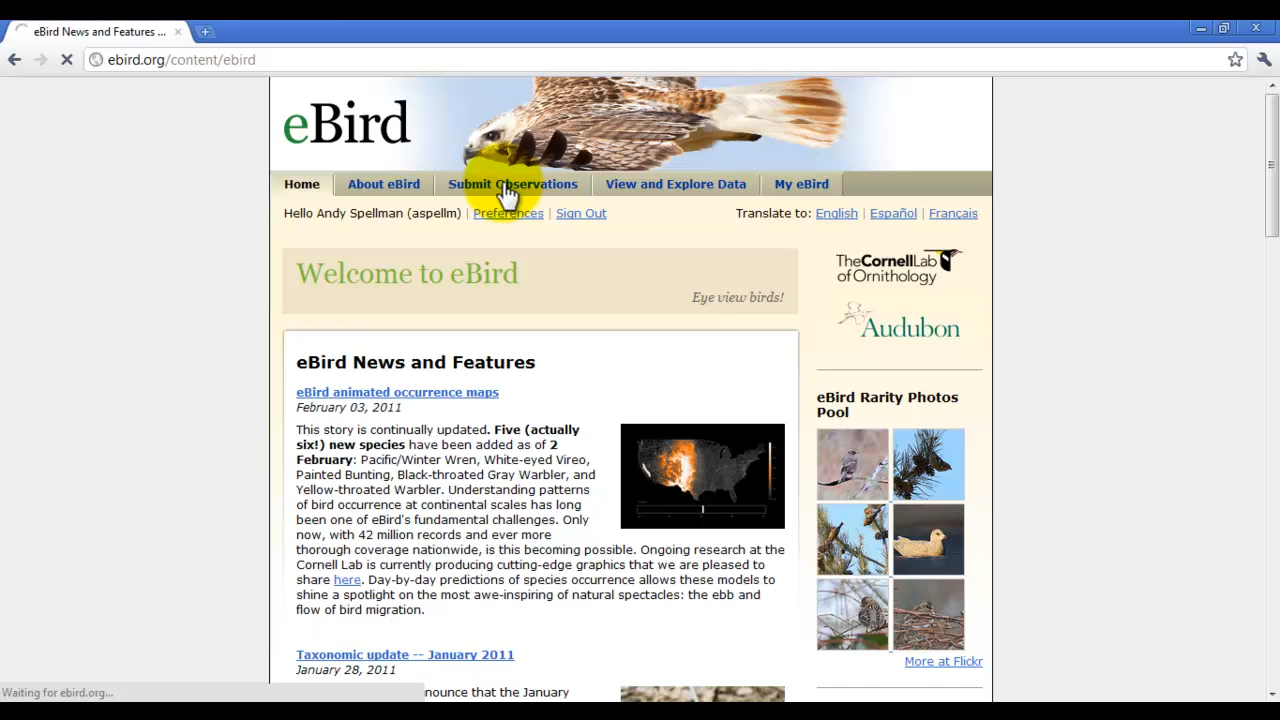 eBird News and Features ...
ebird.org/content/ebird
eBird
Home About eBird Submit Observations View and Explore Data My eBird
Hello Andy Spellman (aspellm) | Preferences | Sign Out Translate to: English | Español | Français
Welcome to eBird
Eye view birds!
The CornellLab
of Ornithology
Audubon
eBird News and Features
eBird animated occurrence maps
February 03, 2011
This story is continually updated. Five (actually
six!) new species have been added as of 2
February: Pacific/Winter Wren, White-eyed Vireo,
Painted Bunting, Black-throated Gray Warbler, and
Yellow-throated Warbler. Understanding patterns
of bird occurrence at continental scales has long
been one of eBird's fundamental challenges. Only
now, with 42 million records and ever more
thorough coverage nationwide, is this becoming possible. Ongoing research at the
Cornell Lab is currently producing cutting-edge graphics that we are pleased to
share here. Day-by-day predictions of species occurrence allows these models to
shine a spotlight on the most awe-inspiring of natural spectacles: the ebb and
flow of bird migration.
eBird Rarity Photos
Pool
More at Flickr
Taxonomic update -- January 2011
January 28, 2011
nounce that the January
Waiting for ebird.org...